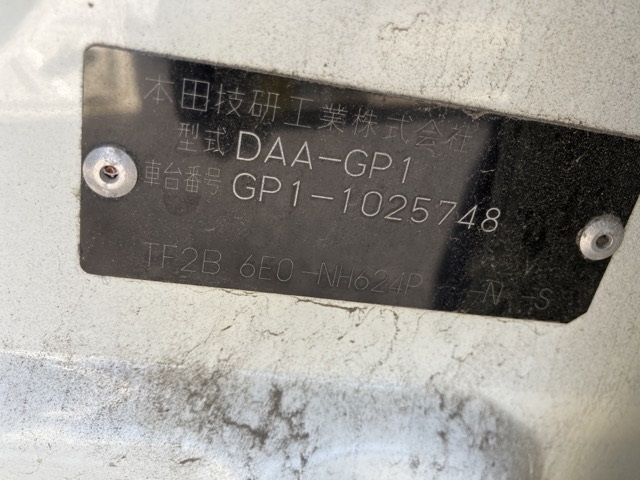 本田技研工業株式会社
型式 DAA-GP1
車台番号 GP1-1025748
TF2B 6E0-NH624P --N -S